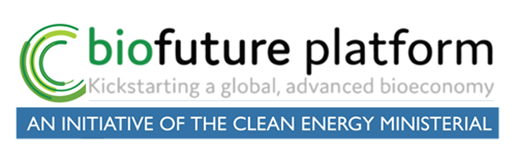 biofuture platform
Kickstarting a global, advanced bioeconomy
AN INITIATIVE OF THE CLEAN ENERGY MINISTERIAL